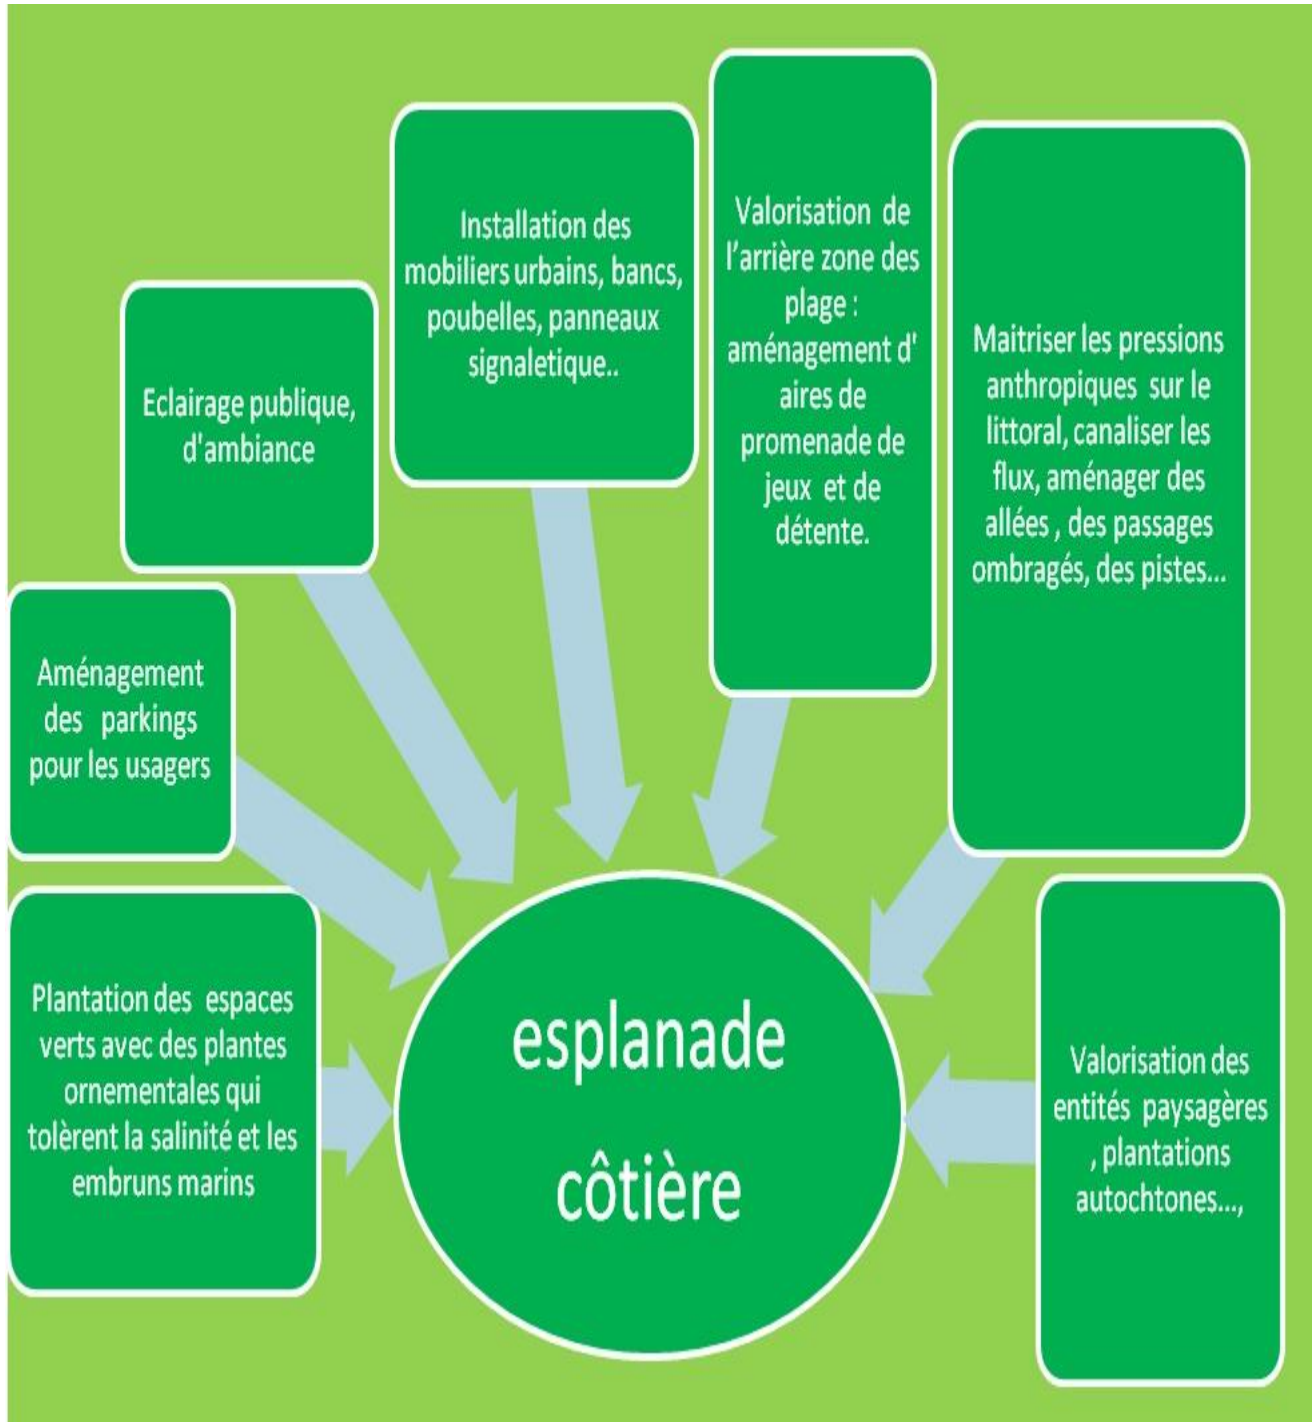 Valorisation de
l'arrière zone des
plage :
aménagement d'
aires de
promenade de
jeux et de
détente.
Installation des
mobiliers urbains, bancs,
poubelles, panneaux
signaletique..
Maitriser les pressions
anthropiques sur le
littoral, canaliser les
flux, aménager des
allées , des passages
ombragés, des pistes...
Eclairage publique,
d'ambiance
Aménagement
des parkings
pour les usagers
Plantation des espaces
verts avec des plantes
ornementales qui
tolèrent la salinité et les
embruns marins
esplanade
côtière
Valorisation des
entités paysagères
, plantations
autochtones...,